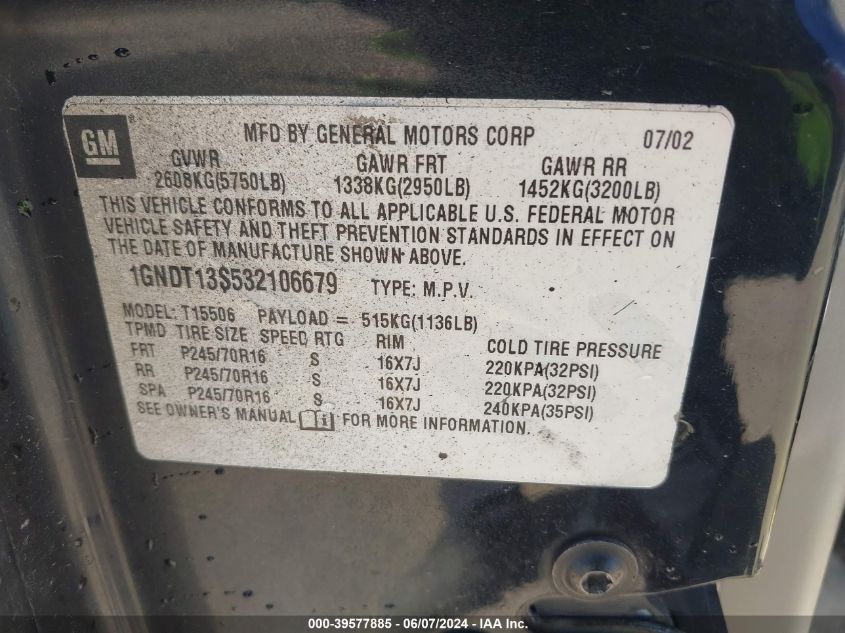 GM
MFD BY GENERAL MOTORS CORP 07/02
GVWR GAWR FRT GAWR RR
2608KG(5750LB) 1338KG(2950LB) 1452KG(3200LB)
THIS VEHICLE CONFORMS TO ALL APPLICABLE U.S. FEDERAL MOTOR
VEHICLE SAFETY AND THEFT PREVENTION STANDARDS IN EFFECT ON
THE DATE OF MANUFACTURE SHOWN ABOVE.
1GNDT13S532106679 TYPE: M.P.V.
MODEL: T15506 PAYLOAD = 515KG(1136LB)
TPMD TIRE SIZE SPEED RTG RIM COLD TIRE PRESSURE
FRT P245/70R16 S 16X7J 220KPA(32PSI)
RR P245/70R16 S 16X7J 220KPA(32PSI)
SPA P245/70R16 S 16X7J 240KPA(35PSI)
SEE OWNER'S MANUAL FOR MORE INFORMATION.
000-39577885 - 06/07/2024 - IAA Inc.